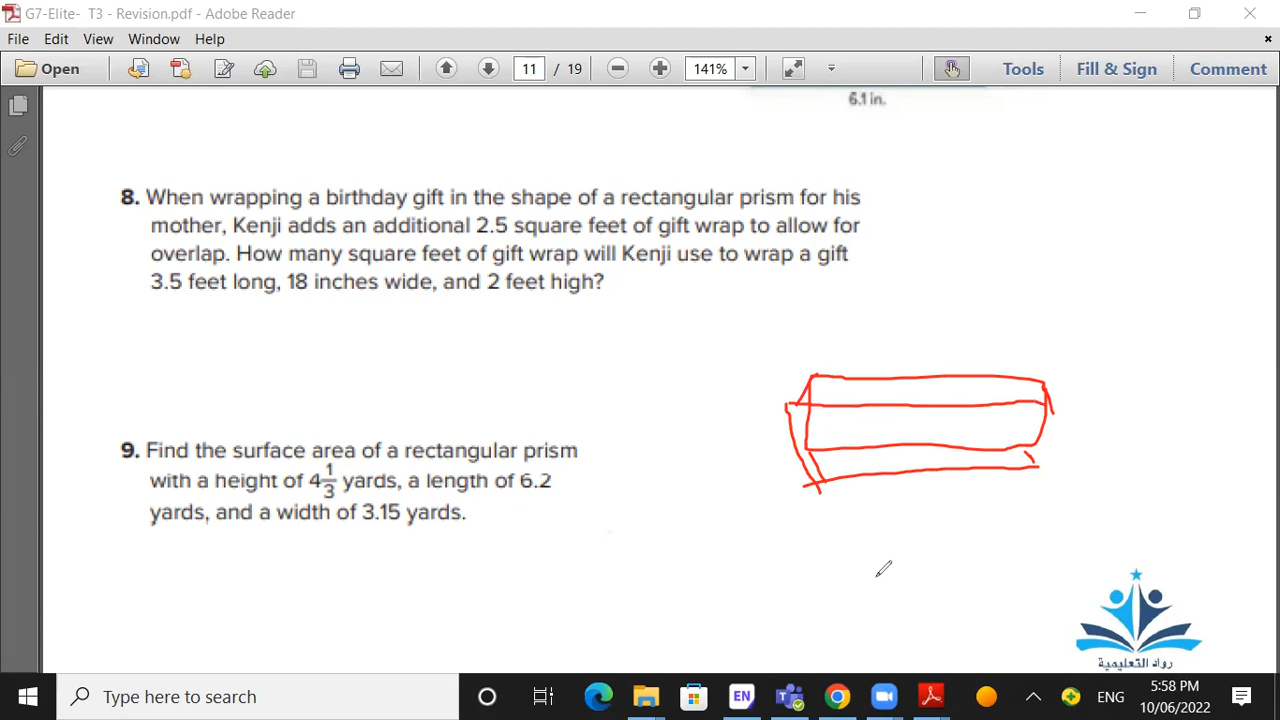 G7-Elite- T3 - Revision.pdf - Adobe Reader
File Edit View Window Help
Open 11 / 19 141% Tools Fill & Sign Comment
6.1 in.
8. When wrapping a birthday gift in the shape of a rectangular prism for his
mother, Kenji adds an additional 2.5 square feet of gift wrap to allow for
overlap. How many square feet of gift wrap will Kenji use to wrap a gift
3.5 feet long, 18 inches wide, and 2 feet high?
9. Find the surface area of a rectangular prism
with a height of 4 1/3 yards, a length of 6.2
yards, and a width of 3.15 yards.
رواد التعليمية
Type here to search EN ENG 5:58 PM
10/06/2022